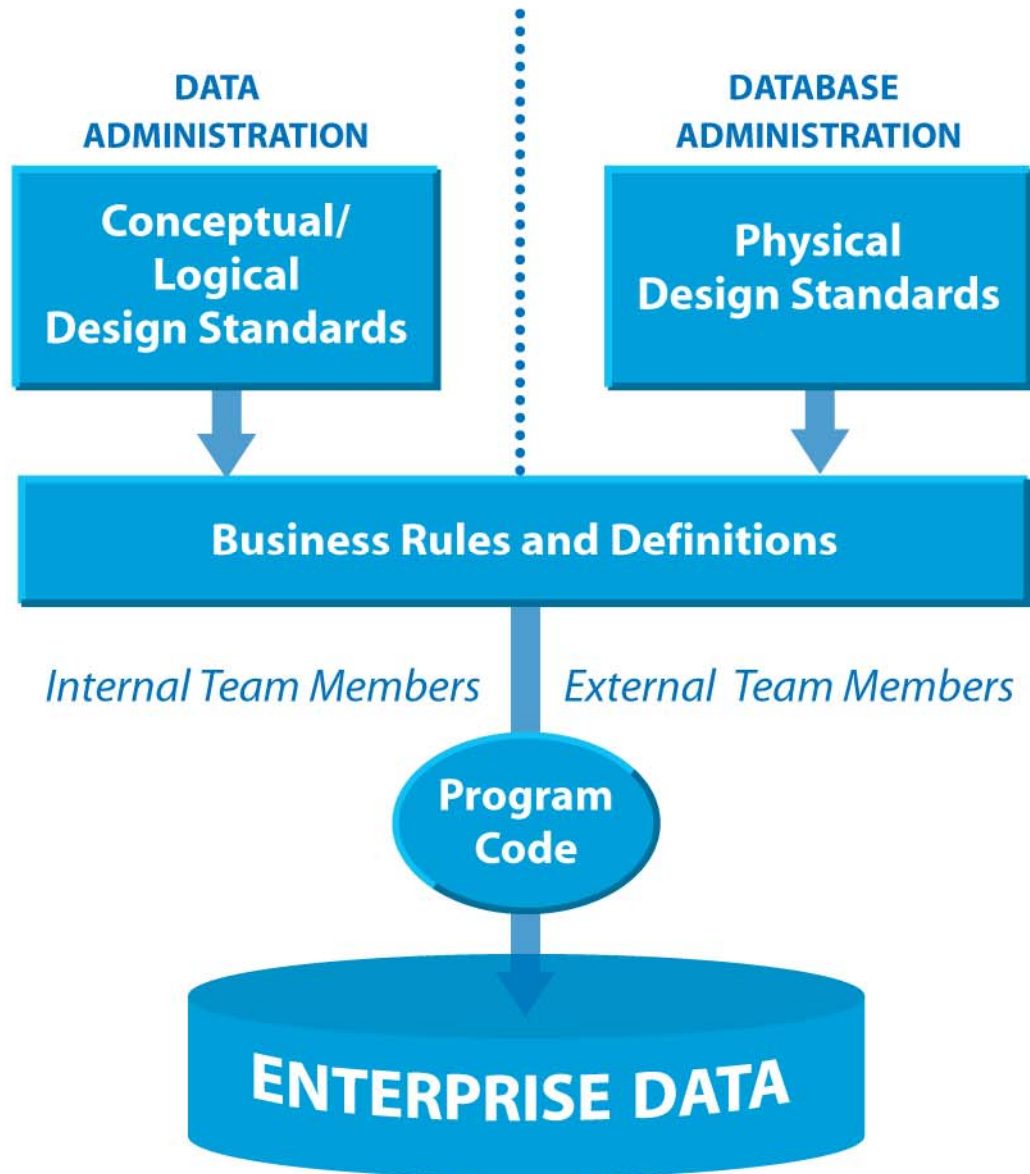 DATA
ADMINISTRATION
Conceptual/
Logical
Design Standards
DATABASE
ADMINISTRATION
Physical
Design Standards
Business Rules and Definitions
Internal Team Members
External Team Members
Program
Code
ENTERPRISE DATA